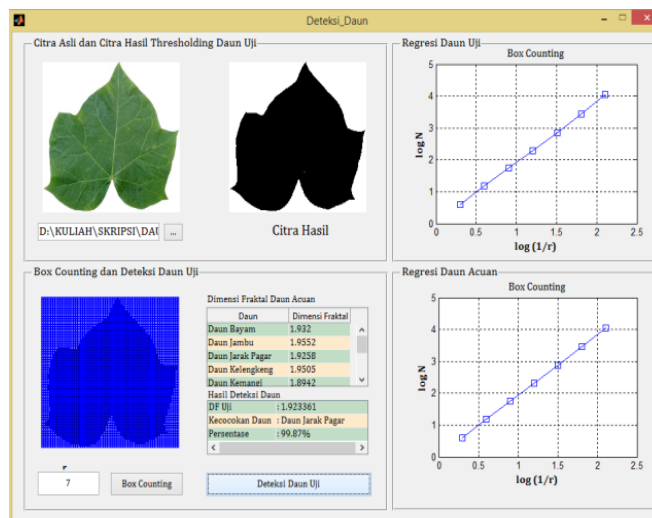 Deteksi_Daun
Citra Asli dan Citra Hasil Thresholding Daun Uji
D:\KULIAH\SKRIPSI\DAU
...
Citra Hasil
Regresi Daun Uji
Box Counting
log N
5
4
3
2
1
0
0 0.5 1 1.5 2 2.5
log (1/r)
Box Counting dan Deteksi Daun Uji
r
7
Box Counting
Dimensi Fraktal Daun Acuan
Daun Dimensi Fraktal
Daun Bayam 1.932
Daun Jambu 1.9552
Daun Jarak Pagar 1.9258
Daun Kelengkeng 1.9505
Daun Kemangi 1.8942
Hasil Deteksi Daun
DF Uji : 1.923361
Kecocokan Daun : Daun Jarak Pagar
Persentase : 99.87%
Deteksi Daun Uji
Regresi Daun Acuan
Box Counting
log N
5
4
3
2
1
0
0 0.5 1 1.5 2 2.5
log (1/r)